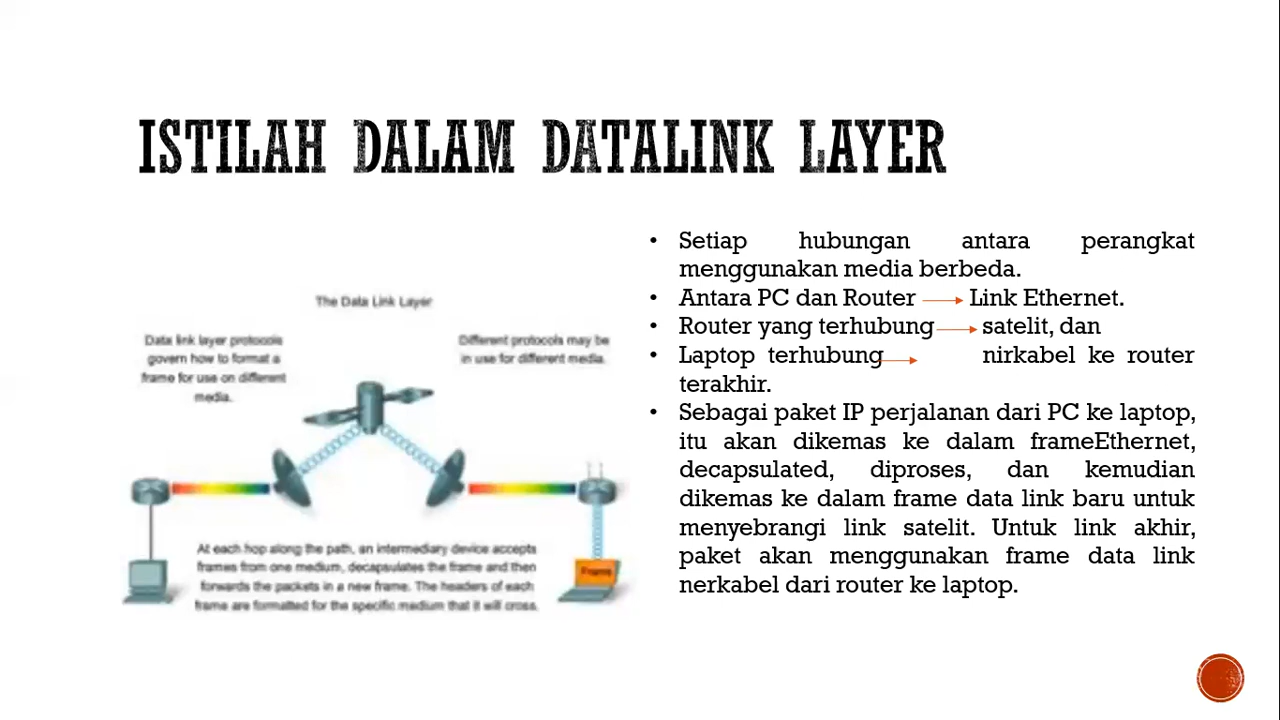 ISTILAH DALAM DATALINK LAYER
The Data Link Layer
Data link layer protocols
govern how to format a
frame for use on different
media.
Different protocols may be
in use for different media.
At each hop along the path, an intermediary device accepts
frames from one medium, decapsulates the frame and then
forwards the packets in a new frame. The headers of each
frame are formatted for the specific medium that it will cross.
Frame
• Setiap hubungan antara perangkat
menggunakan media berbeda.
• Antara PC dan Router Link Ethernet.
• Router yang terhubung satelit, dan
• Laptop terhubung nirkabel ke router
terakhir.
• Sebagai paket IP perjalanan dari PC ke laptop,
itu akan dikemas ke dalam frameEthernet,
decapsulated, diproses, dan kemudian
dikemas ke dalam frame data link baru untuk
menyebrangi link satelit. Untuk link akhir,
paket akan menggunakan frame data link
nerkabel dari router ke laptop.